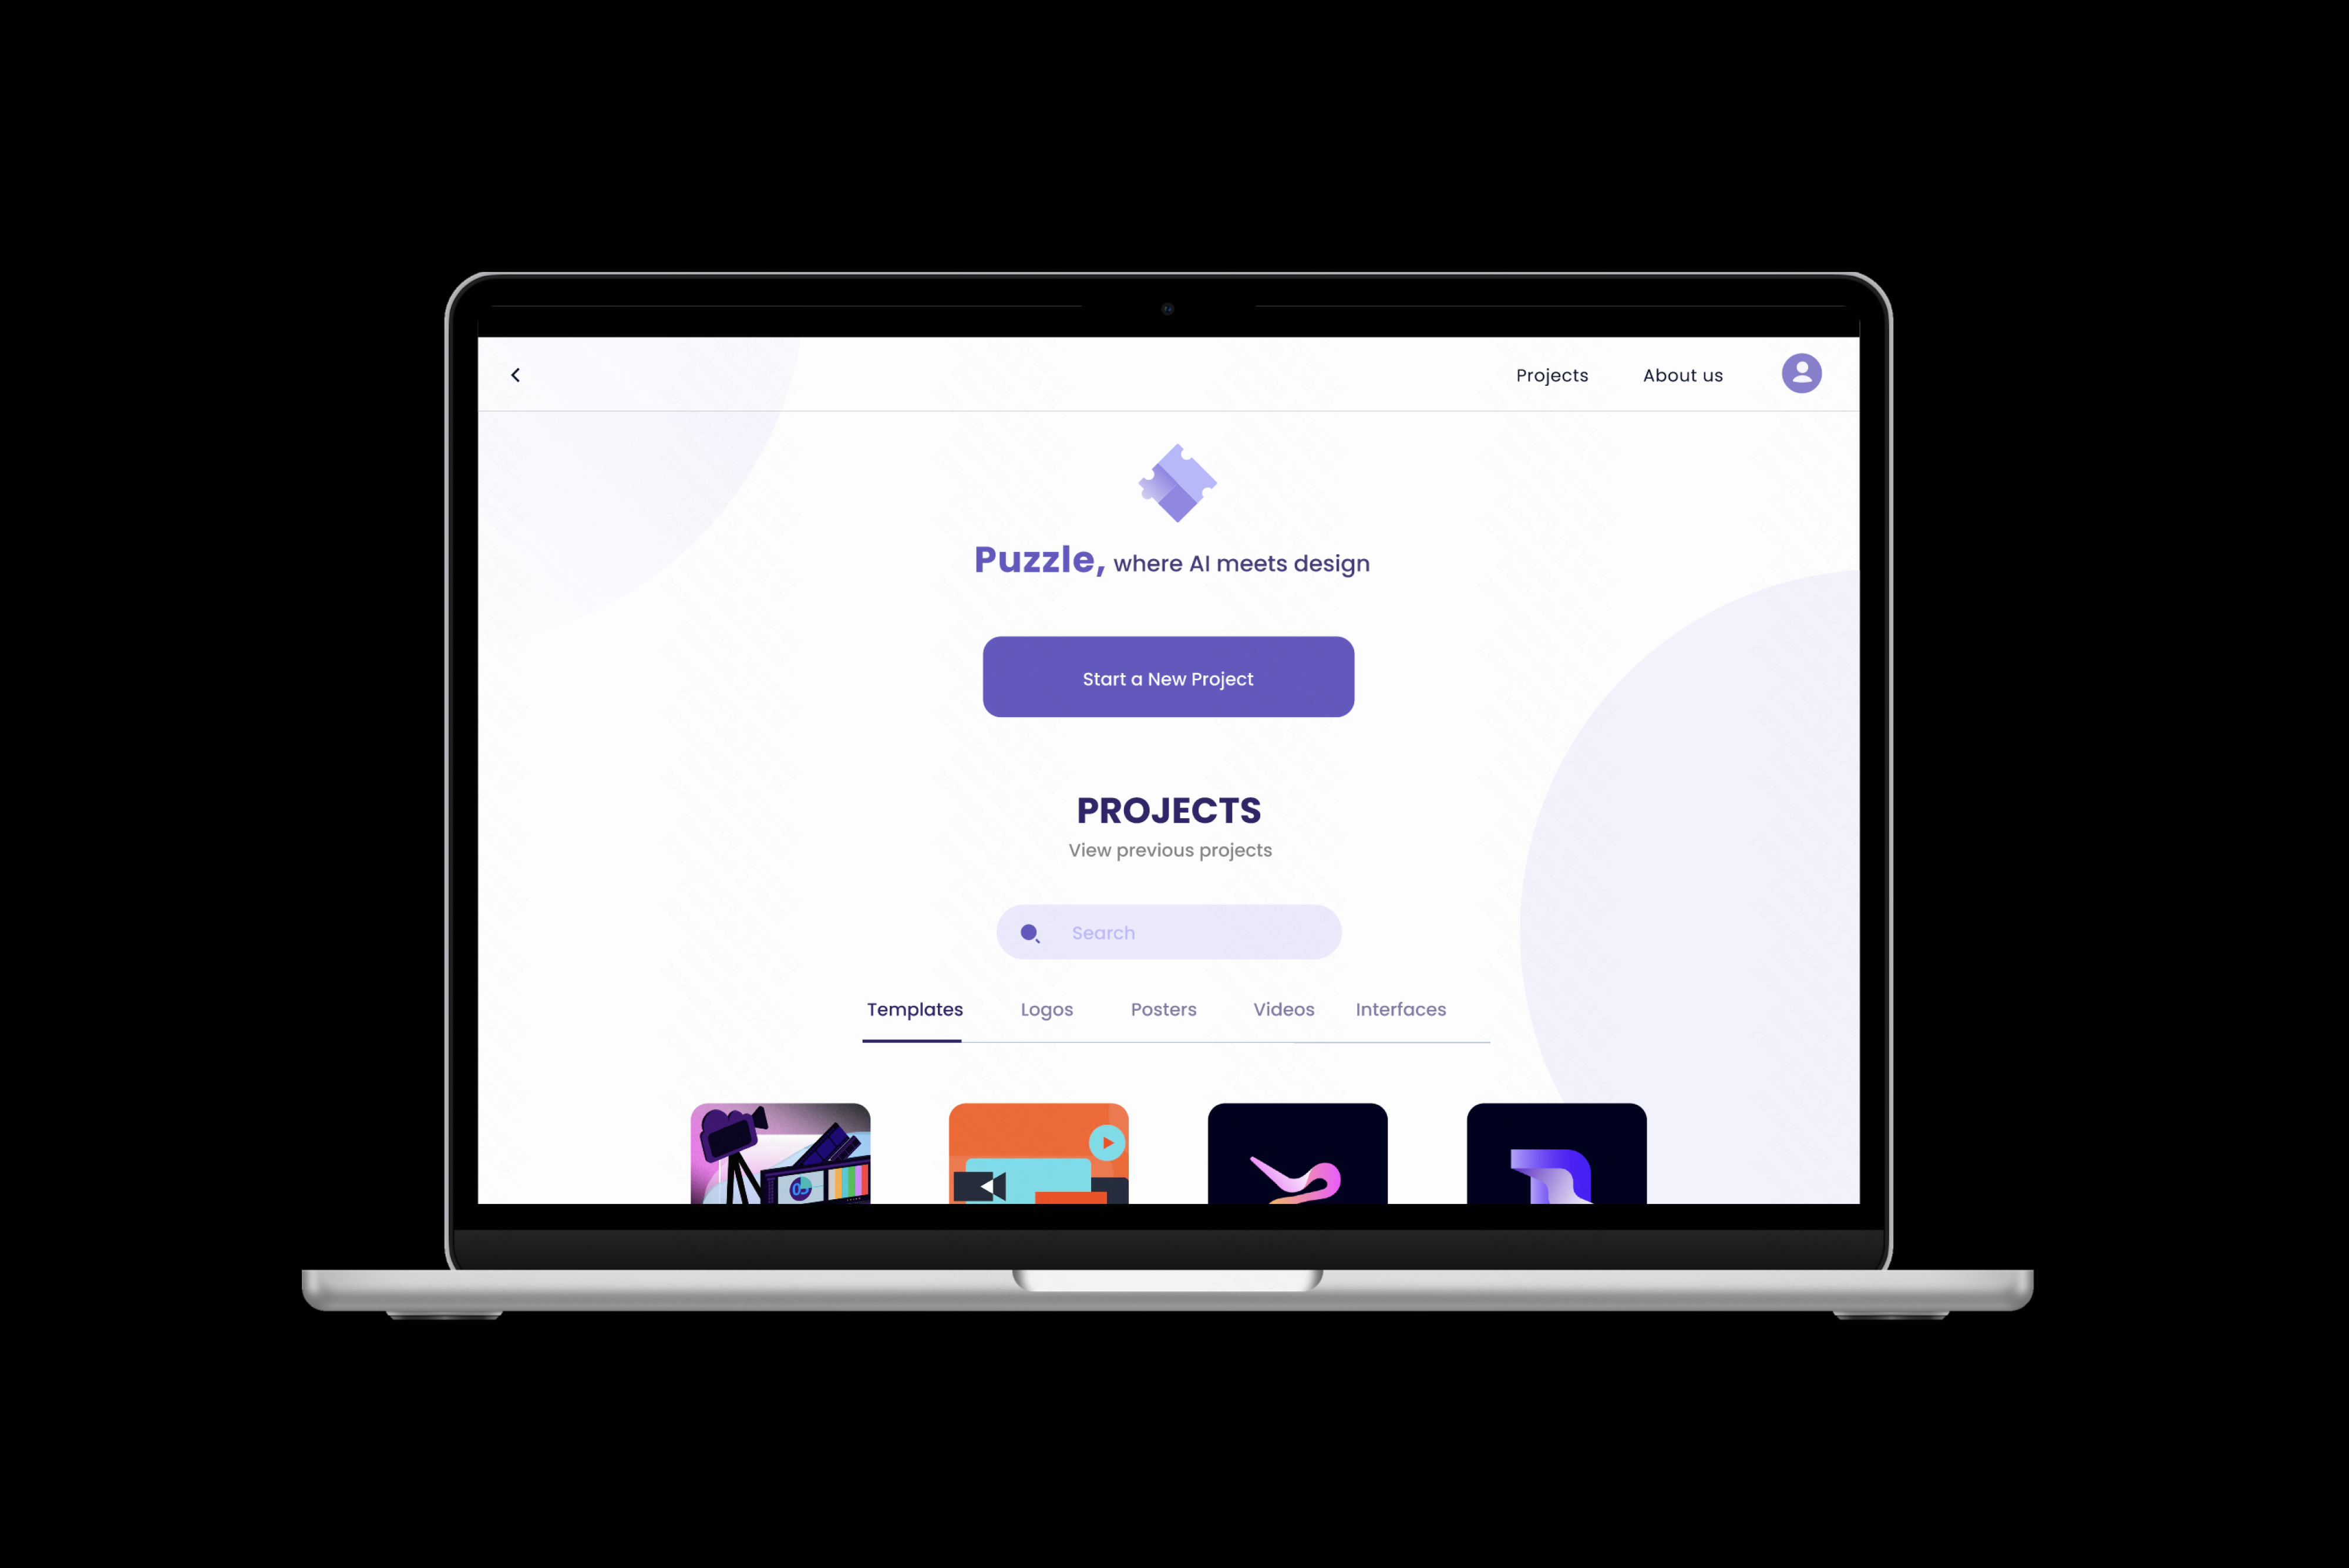 Projects About us
Puzzle, where AI meets design
Start a New Project
PROJECTS
View previous projects
Search
Templates Logos Posters Videos Interfaces